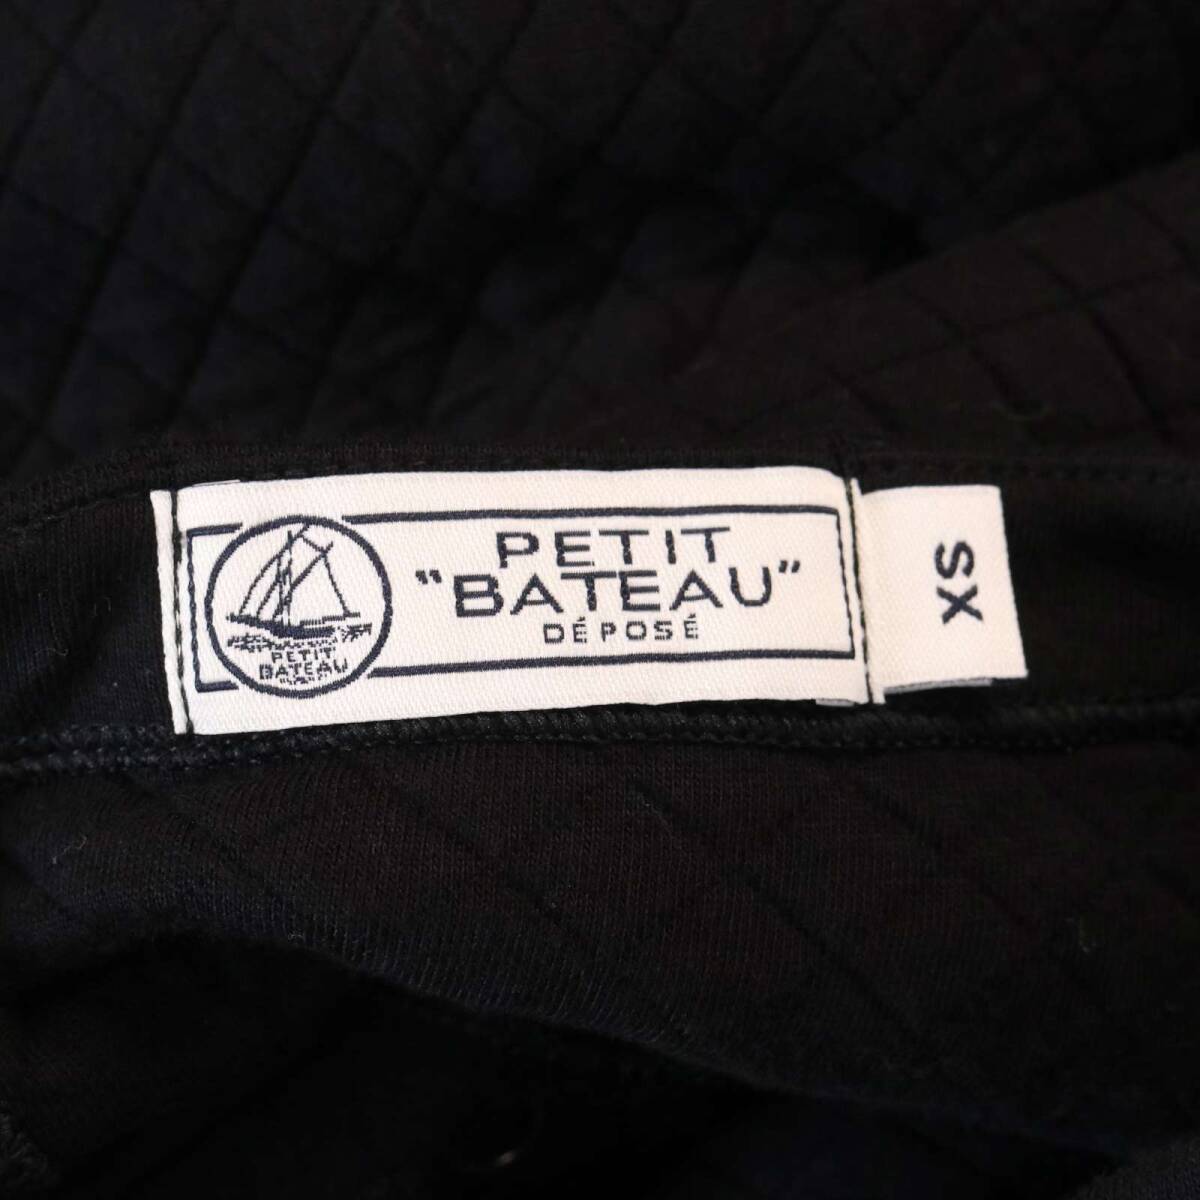 PETIT
"BATEAU"
DÉPOSÉ
PETIT
BATEAU
XS